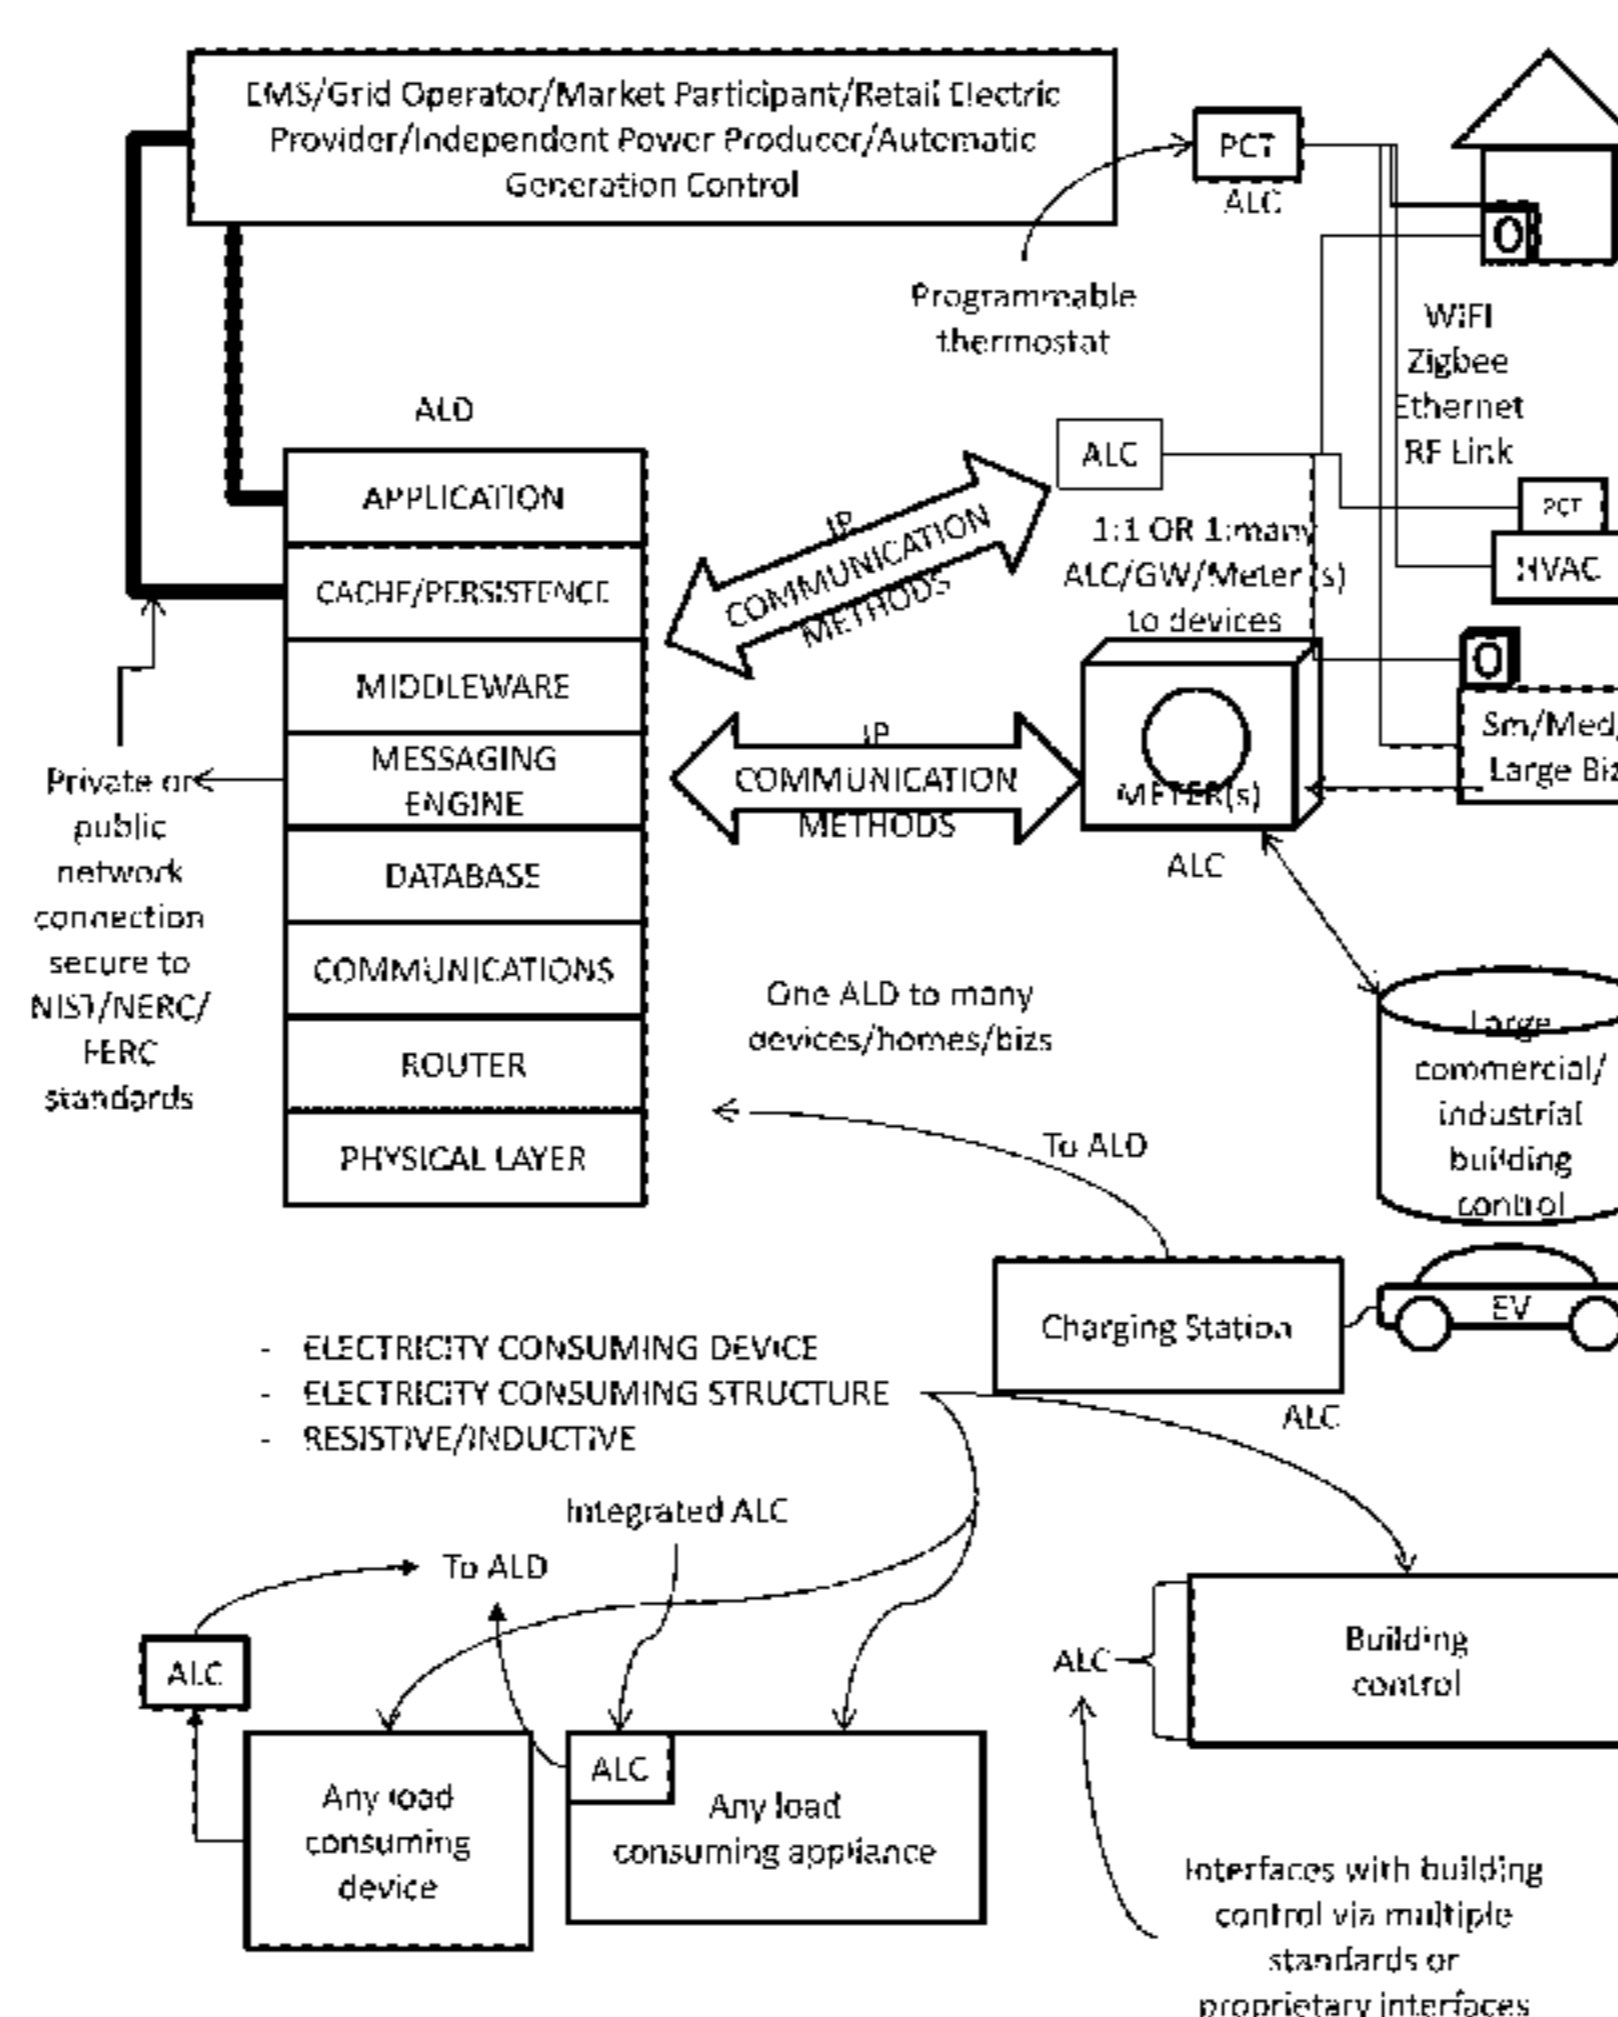 EMS/Grid Operator/Market Participant/Retail Electric
Provider/Independent Power Producer/Automatic
Generation Control
PCT
ALC
Programmable
thermostat
WIFI
Zigbee
Ethernet
RF Link
ALD
APPLICATION
CACHE/PERSISTENCE
MIDDLEWARE
MESSAGING
ENGINE
DATABASE
COMMUNICATIONS
ROUTER
PHYSICAL LAYER
IP
COMMUNICATION
METHODS
ALC
1:1 OR 1:many
ALC/GW/Meter(s)
to devices
PCT
HVAC
IP
COMMUNICATION
METHODS
METER(s)
ALC
Sm/Med/
Large Biz
Private or
public
network
connection
secure to
NIST/NERC/
FERC
standards
One ALD to many
devices/homes/bizs
Large
commercial/
industrial
building
control
To ALD
Charging Station
EV
ALC
- ELECTRICITY CONSUMING DEVICE
- ELECTRICITY CONSUMING STRUCTURE
- RESISTIVE/INDUCTIVE
Integrated ALC
To ALD
ALC
Any load
consuming
device
ALC
Any load
consuming appliance
ALC
Building
control
Interfaces with building
control via multiple
standards or
proprietary interfaces